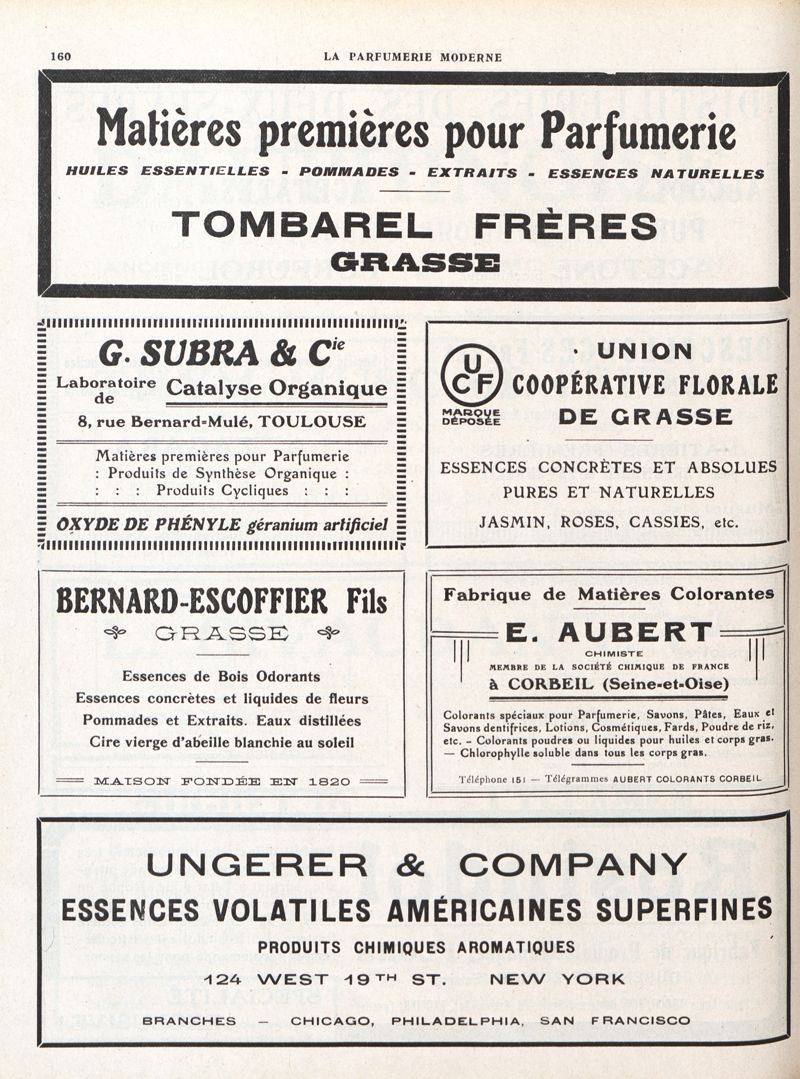 160
LA PARFUMERIE MODERNE
Matières premières pour Parfumerie
HUILES ESSENTIELLES - POMMADES - EXTRAITS - ESSENCES NATURELLES
TOMBAREL FRÈRES
GRASSE
G. SUBRA & Cie
Laboratoire de Catalyse Organique
8, rue Bernard-Mulé, TOULOUSE
Matières premières pour Parfumerie
: Produits de Synthèse Organique :
: : : Produits Cycliques : : :
OXYDE DE PHÉNYLE géranium artificiel
UCF
MARQUE DÉPOSÉE
UNION
COOPÉRATIVE FLORALE
DE GRASSE
ESSENCES CONCRÈTES ET ABSOLUES
PURES ET NATURELLES
JASMIN, ROSES, CASSIES, etc.
BERNARD-ESCOFFIER Fils
GRASSE
Essences de Bois Odorants
Essences concrètes et liquides de fleurs
Pommades et Extraits. Eaux distillées
Cire vierge d'abeille blanchie au soleil
MAISON FONDÉE EN 1820
Fabrique de Matières Colorantes
E. AUBERT
CHIMISTE
MEMBRE DE LA SOCIÉTÉ CHIMIQUE DE FRANCE
à CORBEIL (Seine-et-Oise)
Colorants spéciaux pour Parfumerie, Savons, Pâtes, Eaux et
Savons dentifrices, Lotions, Cosmétiques, Fards, Poudre de riz,
etc. - Colorants poudres ou liquides pour huiles et corps gras.
— Chlorophylle soluble dans tous les corps gras.
Téléphone 151 — Télégrammes AUBERT COLORANTS CORBEIL
UNGERER & COMPANY
ESSENCES VOLATILES AMÉRICAINES SUPERFINES
PRODUITS CHIMIQUES AROMATIQUES
124 WEST 19TH ST. NEW YORK
BRANCHES — CHICAGO, PHILADELPHIA, SAN FRANCISCO